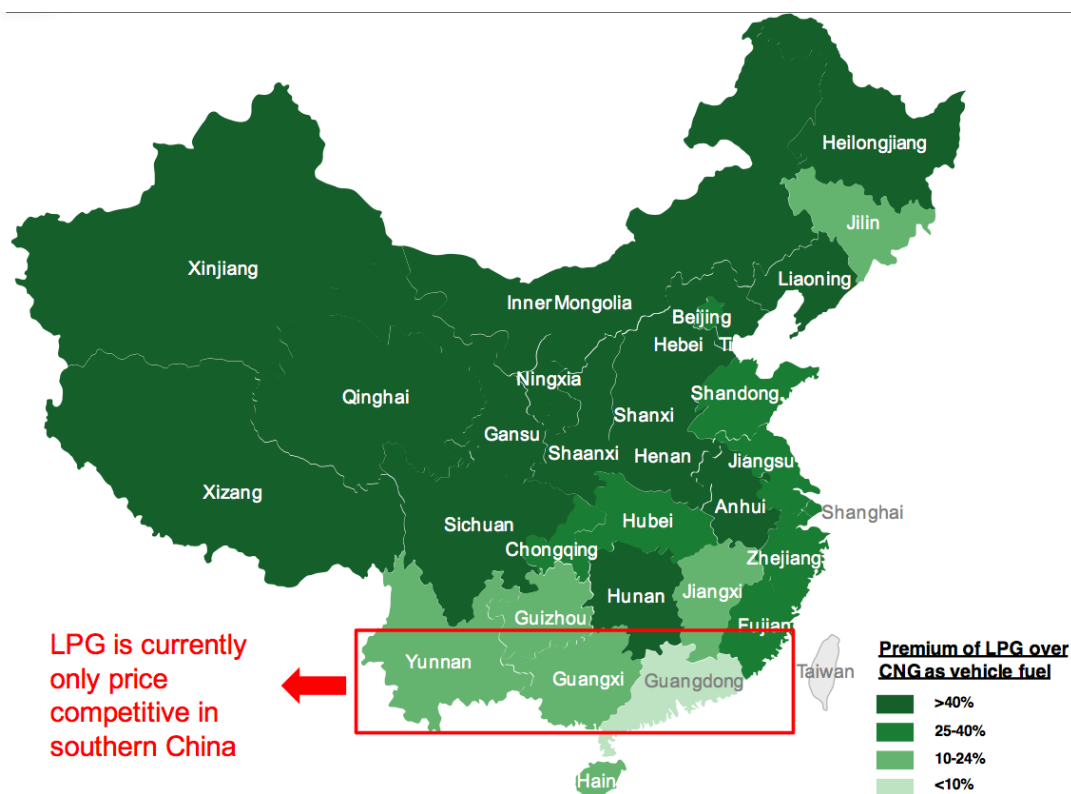 Heilongjiang
Jilin
Xinjiang
Liaoning
Inner Mongolia
Beijing
Hebei
Ti
Ningxia
Shandong
Qinghai
Shanxi
Gansu
Shaanxi
Henan
Jiangsu
Xizang
Anhui
Shanghai
Sichuan
Hubei
Chongqing
Zhejiang
Hunan
Jiangxi
Guizhou
Fujian
LPG is currently
only price
competitive in
southern China
Yunnan
Guangxi
Guangdong
Taiwan
Hain
Premium of LPG over
CNG as vehicle fuel
>40%
25-40%
10-24%
<10%